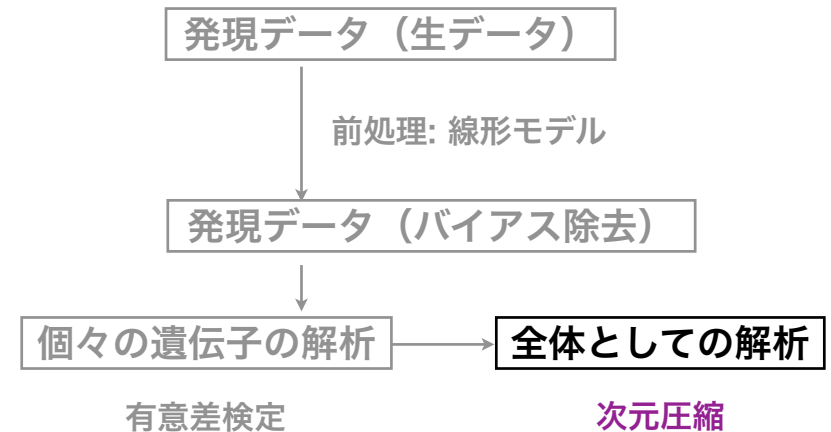 発現データ（生データ）
前処理: 線形モデル
発現データ（バイアス除去）
個々の遺伝子の解析
全体としての解析
有意差検定
次元圧縮